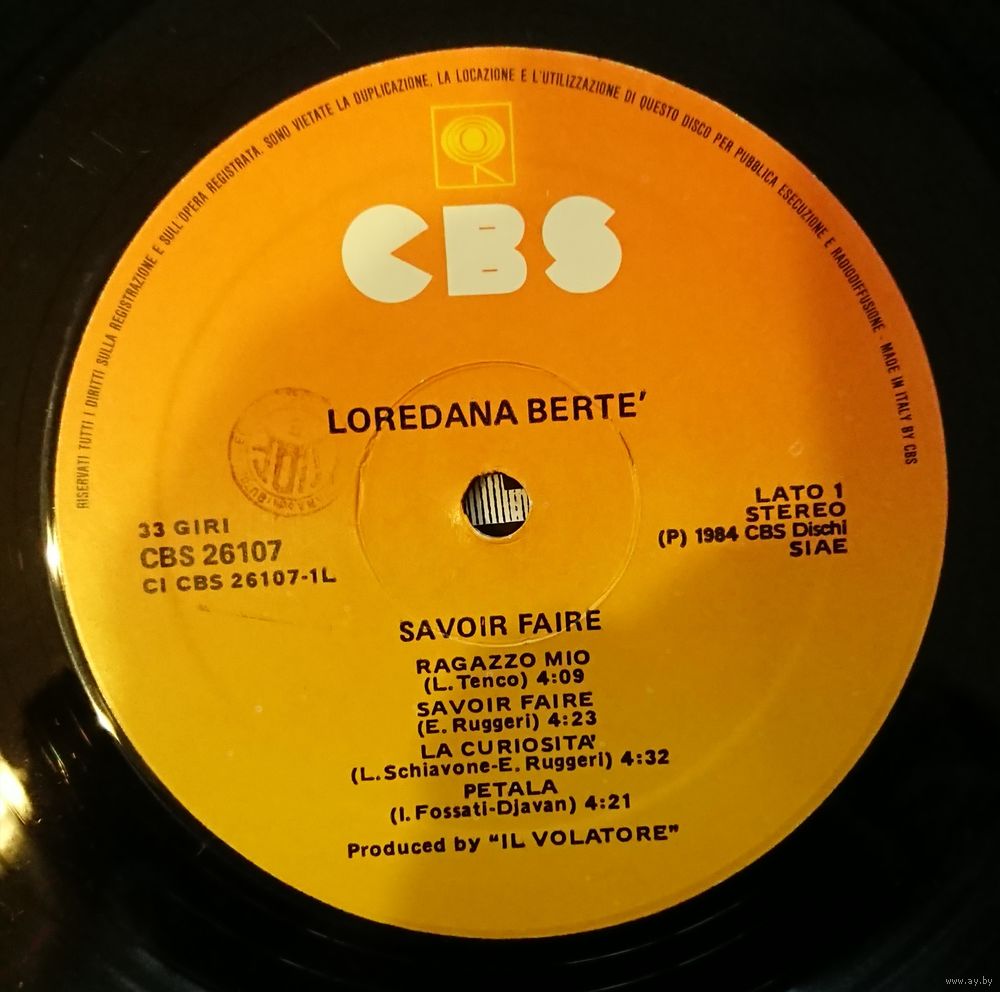 RISERVATI TUTTI I DIRITTI SULLA REGISTRAZIONE E SULL'OPERA REGISTRATA. SONO VIETATE LA DUPLICAZIONE, LA LOCAZIONE E L'UTILIZZAZIONE DI QUESTO DISCO PER PUBBLICA ESECUZIONE E RADIODIFFUSIONE - MADE IN ITALY BY CBS
CBS
LOREDANA BERTE'
33 GIRI
CBS 26107
CI CBS 26107-1L
LATO 1
STEREO
(P) 1984 CBS Dischi
SIAE
SAVOIR FAIRE
RAGAZZO MIO
(L. Tenco) 4:09
SAVOIR FAIRE
(E. Ruggeri) 4:23
LA CURIOSITA'
(L. Schiavone-E. Ruggeri) 4:32
PETALA
(I. Fossati-Djavan) 4:21
Produced by "IL VOLATORE"
www.ay.by